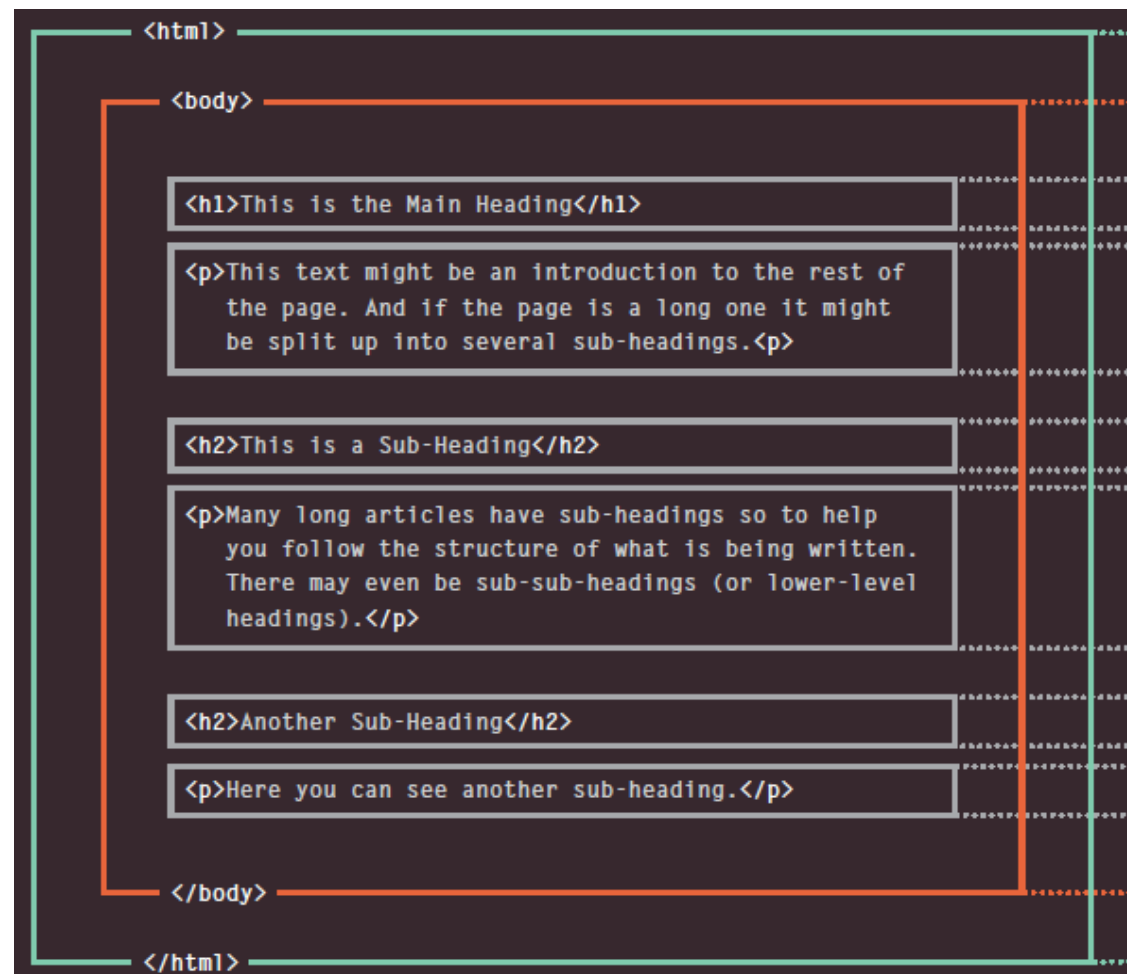 <html>
<body>
<h1>This is the Main Heading</h1>
<p>This text might be an introduction to the rest of
the page. And if the page is a long one it might
be split up into several sub-headings.<p>
<h2>This is a Sub-Heading</h2>
<p>Many long articles have sub-headings so to help
you follow the structure of what is being written.
There may even be sub-sub-headings (or lower-level
headings).</p>
<h2>Another Sub-Heading</h2>
<p>Here you can see another sub-heading.</p>
</body>
</html>